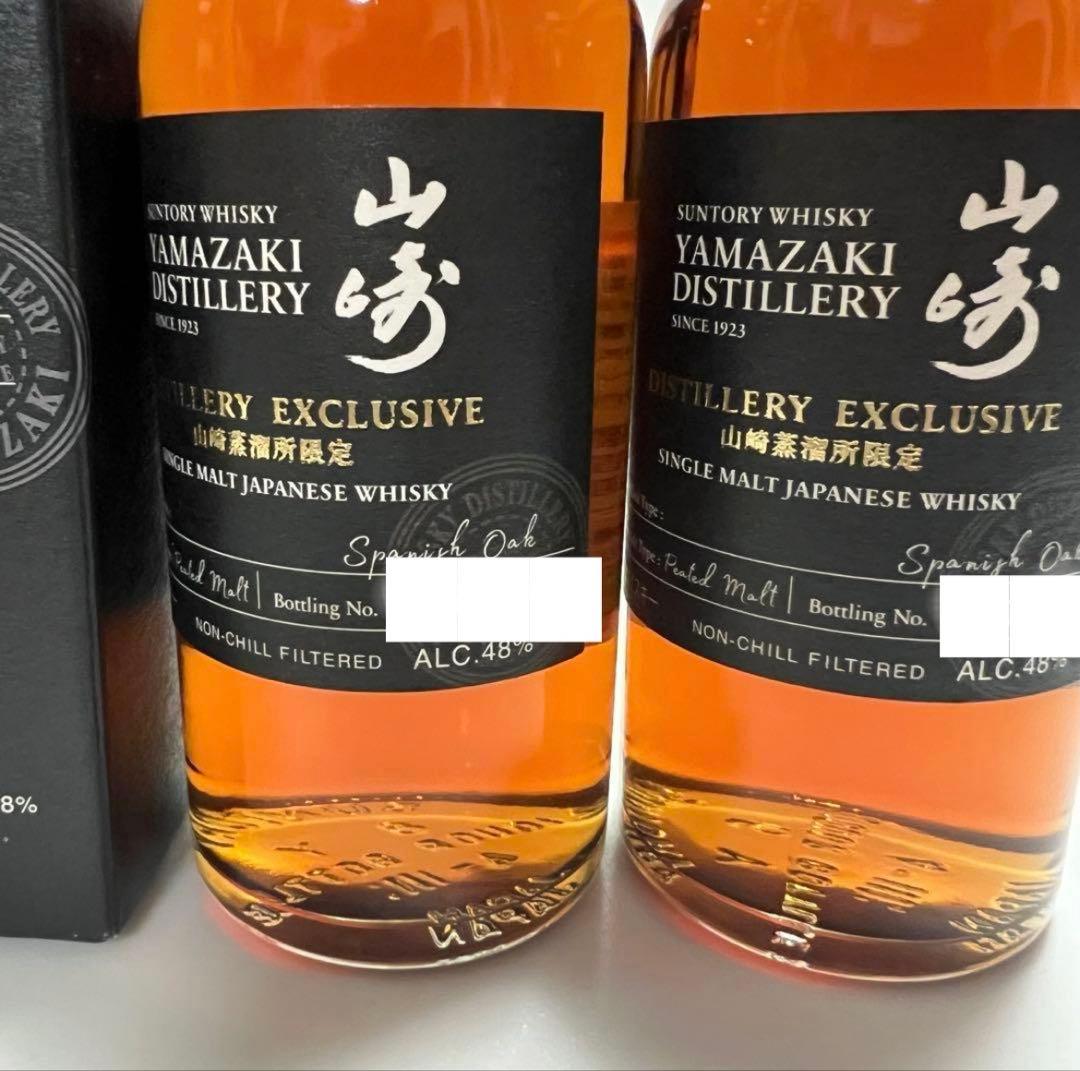 SUNTORY WHISKY
YAMAZAKI
DISTILLERY
SINCE 1923
山崎
DISTILLERY EXCLUSIVE
山崎蒸溜所限定
SINGLE MALT JAPANESE WHISKY
Spanish Oak
Peated Malt
Bottling No.
NON-CHILL FILTERED
ALC.48%
SUNTORY WHISKY
YAMAZAKI
DISTILLERY
SINCE 1923
山崎
DISTILLERY EXCLUSIVE
山崎蒸溜所限定
SINGLE MALT JAPANESE WHISKY
Type:
Spanish Oak
Type: Peated Malt
Bottling No.
NON-CHILL FILTERED
ALC.48%
8%